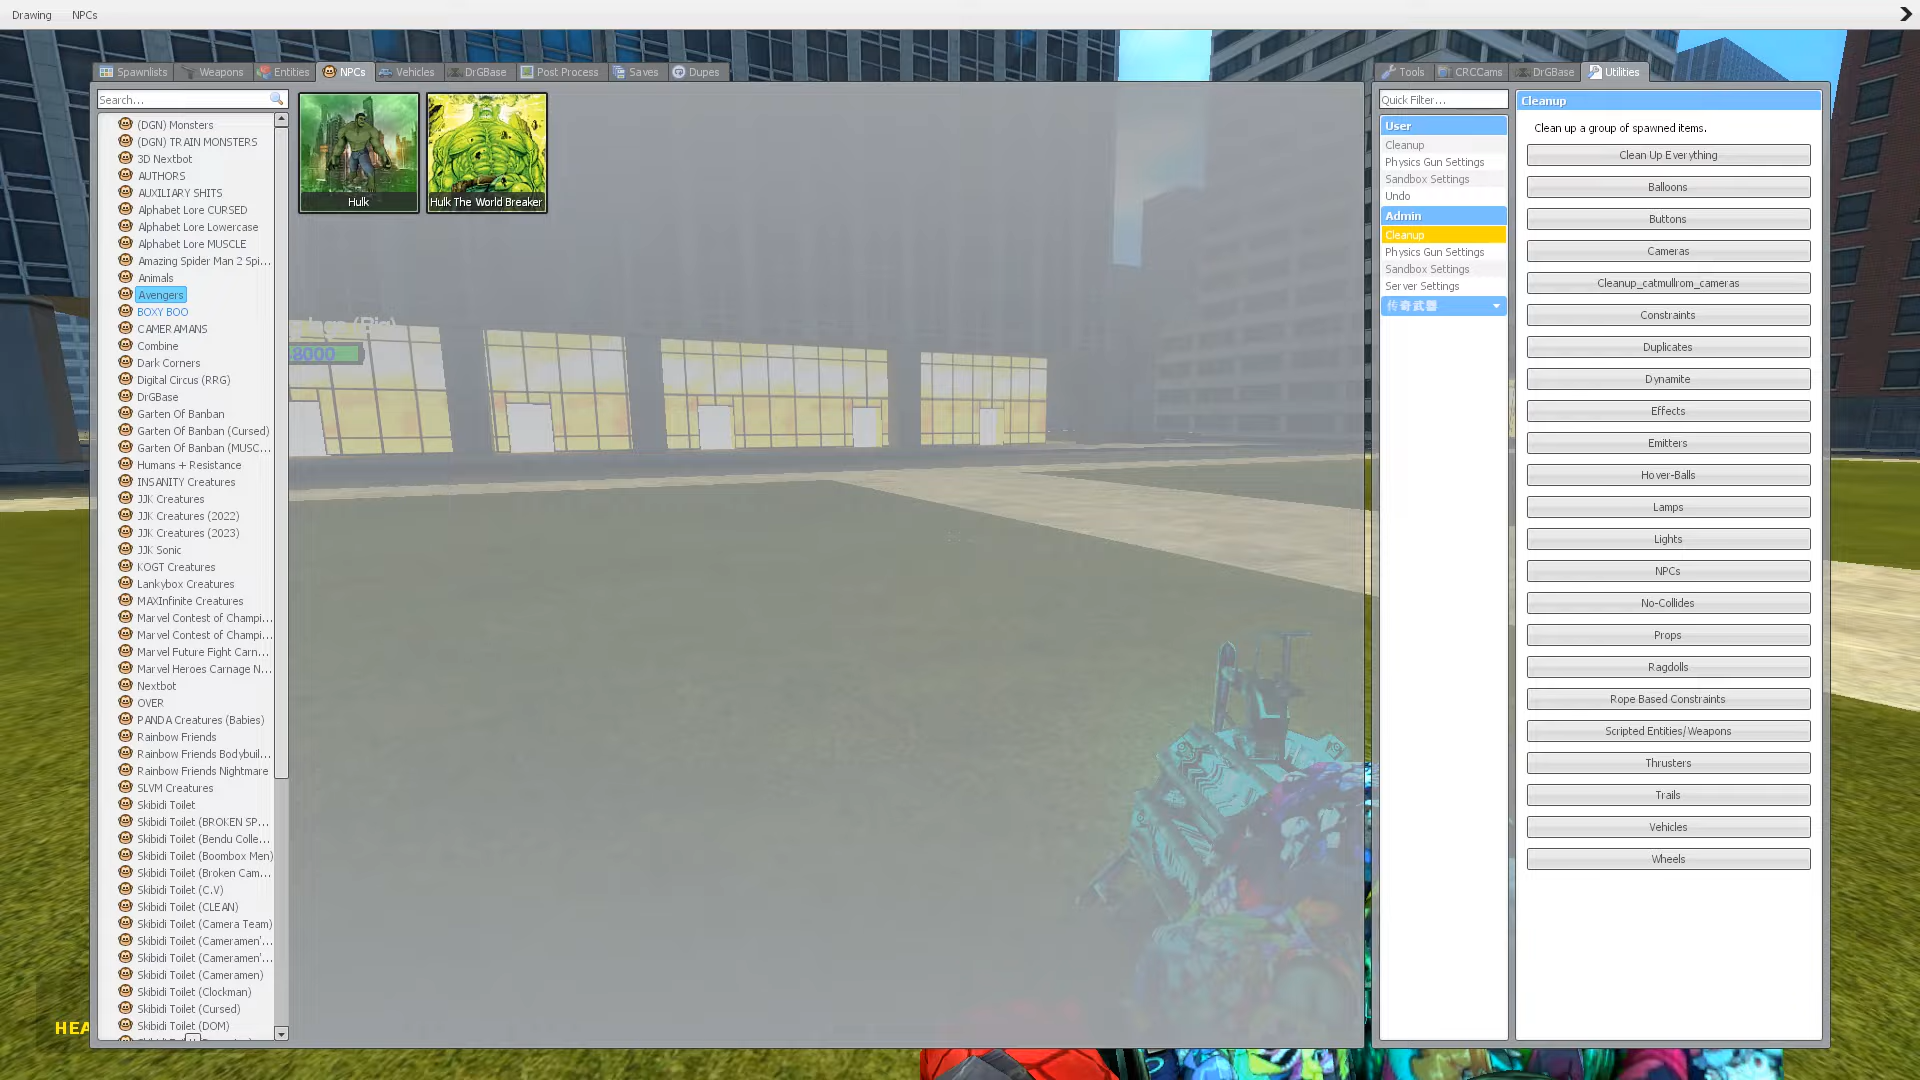 Drawing
NPCs
Spawnlists
Weapons
Entities
NPCs
Vehicles
DrGBase
Post Process
Saves
Dupes
Search...
(DGN) Monsters
(DGN) TRAIN MONSTERS
3D Nextbot
AUTHORS
AUXILIARY SHITS
Alphabet Lore CURSED
Alphabet Lore Lowercase
Alphabet Lore MUSCLE
Amazing Spider Man 2 Spi...
Animals
Avengers
BOXY BOO
CAMERAMANS
Combine
Dark Corners
Digital Circus (RRG)
DrGBase
Garten Of Banban
Garten Of Banban (Cursed)
Garten Of Banban (MUSC...
Humans + Resistance
INSANITY Creatures
JJK Creatures
JJK Creatures (2022)
JJK Creatures (2023)
JJK Sonic
KOGT Creatures
Lankybox Creatures
MAXInfinite Creatures
Marvel Contest of Champi...
Marvel Contest of Champi...
Marvel Future Fight Carn...
Marvel Heroes Carnage N...
Nextbot
OVER
PANDA Creatures (Babies)
Rainbow Friends
Rainbow Friends Bodybuil...
Rainbow Friends Nightmare
SLVM Creatures
Skibidi Toilet
Skibidi Toilet (BROKEN SP...
Skibidi Toilet (Bendu Colle...
Skibidi Toilet (Boombox Men)
Skibidi Toilet (Broken Cam...
Skibidi Toilet (C.V)
Skibidi Toilet (CLEAN)
Skibidi Toilet (Camera Team)
Skibidi Toilet (Cameramen'...
Skibidi Toilet (Cameramen'...
Skibidi Toilet (Cameramen)
Skibidi Toilet (Clockman)
Skibidi Toilet (Cursed)
Skibidi Toilet (DOM)
Hulk
Hulk The World Breaker
(Big)
8000
HEA
Tools
CRCCams
DrGBase
Utilities
Quick Filter...
User
Cleanup
Physics Gun Settings
Sandbox Settings
Undo
Admin
Cleanup
Physics Gun Settings
Sandbox Settings
Server Settings
传奇武器
Cleanup
Clean up a group of spawned items.
Clean Up Everything
Balloons
Buttons
Cameras
Cleanup_catmullrom_cameras
Constraints
Duplicates
Dynamite
Effects
Emitters
Hover-Balls
Lamps
Lights
NPCs
No-Collides
Props
Ragdolls
Rope Based Constraints
Scripted Entities/Weapons
Thrusters
Trails
Vehicles
Wheels